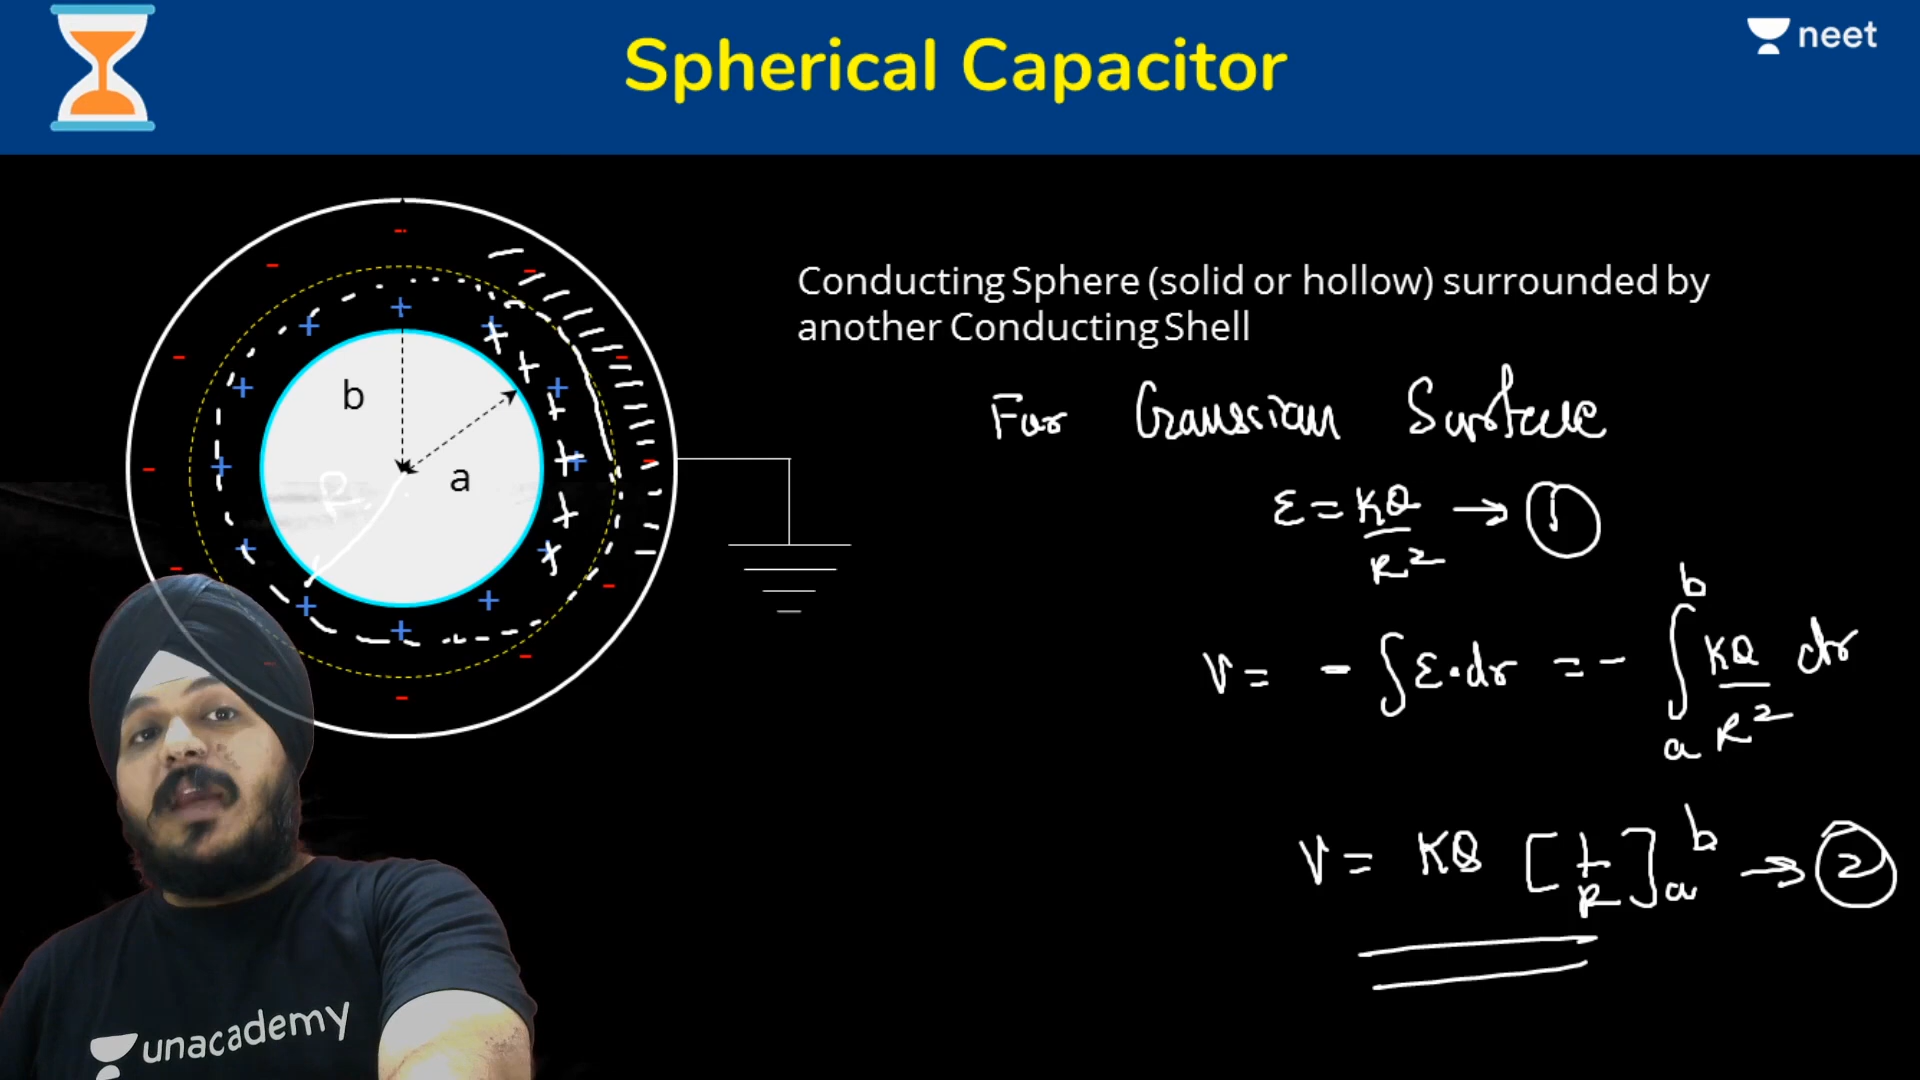 Spherical Capacitor
neet
Conducting Sphere (solid or hollow) surrounded by
another Conducting Shell
b
a
R
For Gaussian Surface
ε = KQ/R² → ①
V = - ∫ε·dr = - ∫ₐᵇ KQ/R² dr
V = KQ [1/R]ₐᵇ → ②
unacademy